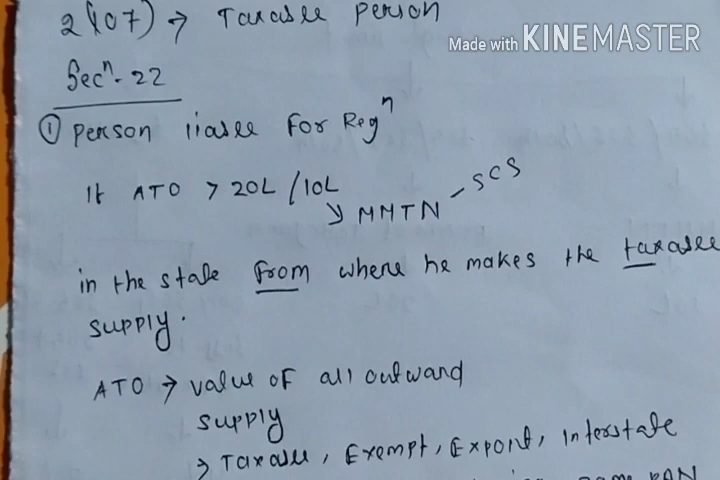 2(107) → Taxable person
Made with KINEMASTER
Secⁿ. 22
① Person liable For Regⁿ
If ATO > 20L / 10L
↘ MMTN - SCS
in the state From where he makes the taxable
supply.
ATO → value of all outward
supply
→ Taxable, Exempt, Export, Interstate
same PAN